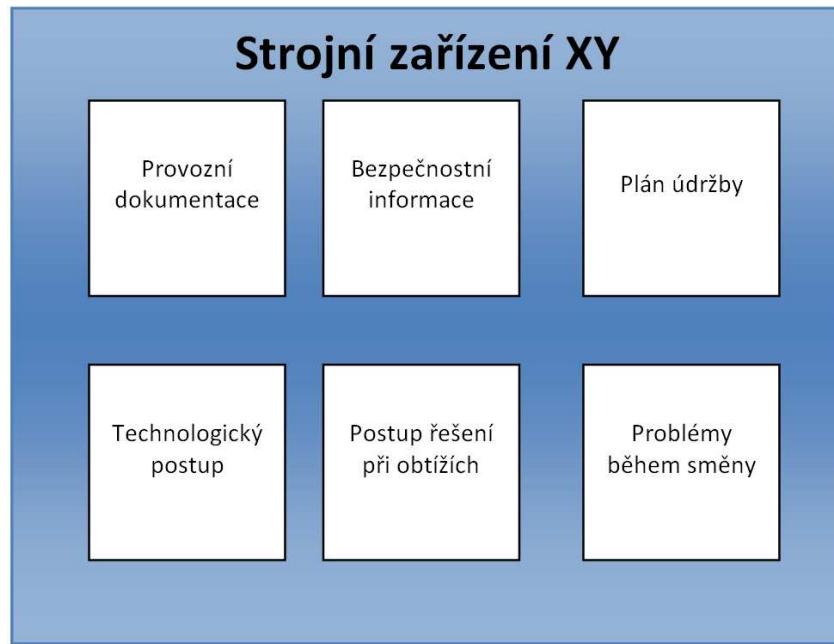 Strojní zařízení XY
Provozní
dokumentace
Bezpečnostní
informace
Plán údržby
Technologický
postup
Postup řešení
při obtížích
Problémy
během směny